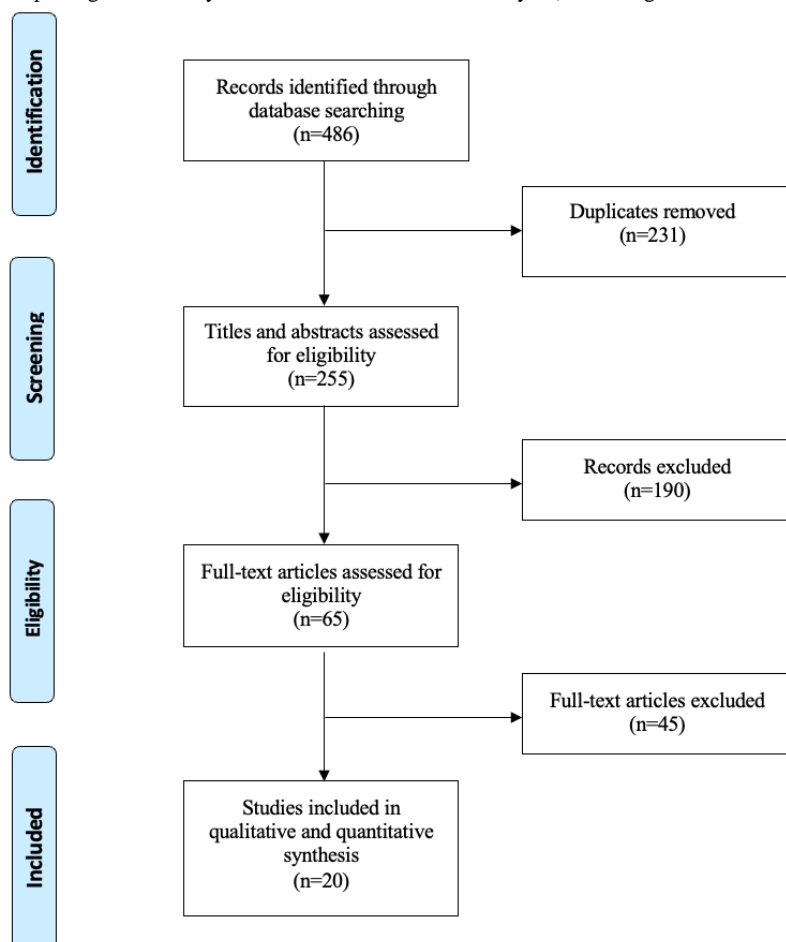 Identification
Records identified through
database searching
(n=486)
Duplicates removed
(n=231)
Screening
Titles and abstracts assessed
for eligibility
(n=255)
Records excluded
(n=190)
Eligibility
Full-text articles assessed for
eligibility
(n=65)
Full-text articles excluded
(n=45)
Included
Studies included in
qualitative and quantitative
synthesis
(n=20)